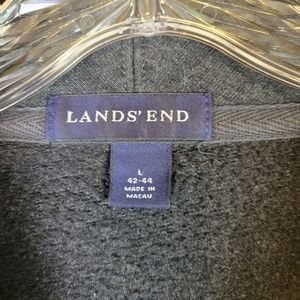 LANDS' END
L
42-44
MADE IN
MACAU